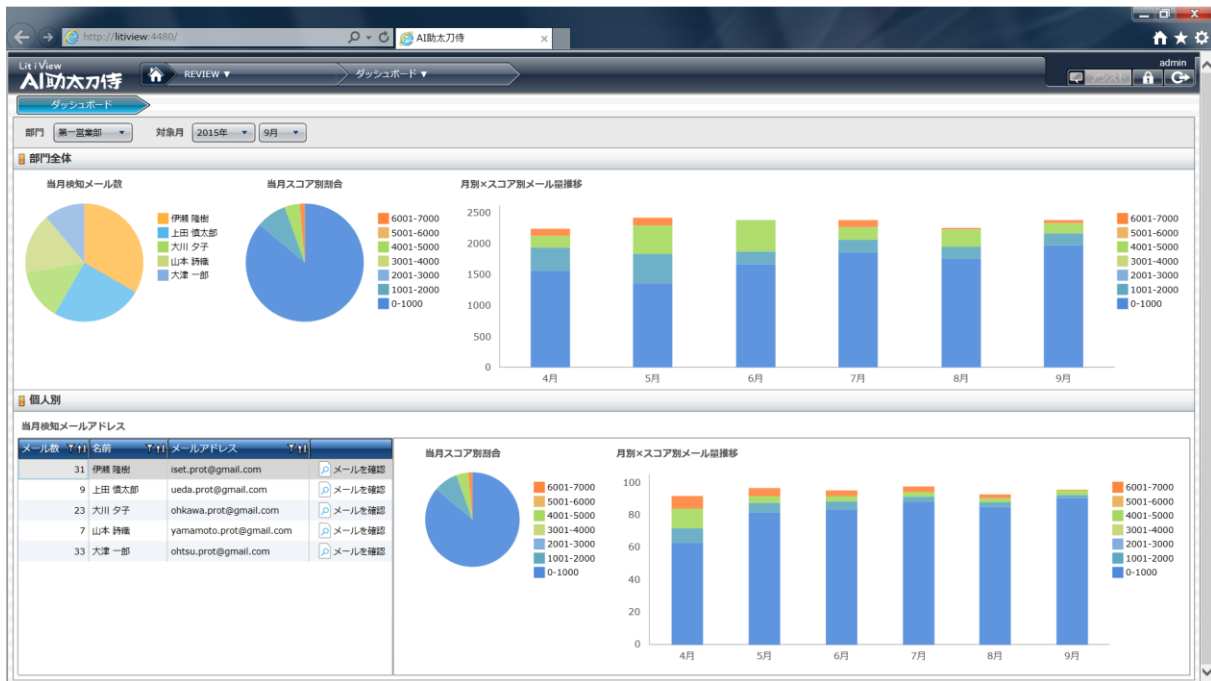 http://litiview:4480/
AI助太刀侍
Lit i View
AI助太刀侍
REVIEW ▼
ダッシュボード ▼
admin
アシスト
ダッシュボード
部門 第一営業部 対象月 2015年 9月
部門全体
当月検知メール数
伊瀬 隆樹
上田 慎太郎
大川 夕子
山本 詩織
大津 一郎
当月スコア別割合
6001-7000
5001-6000
4001-5000
3001-4000
2001-3000
1001-2000
0-1000
月別×スコア別メール量推移
2500
2000
1500
1000
500
0
4月 5月 6月 7月 8月 9月
6001-7000
5001-6000
4001-5000
3001-4000
2001-3000
1001-2000
0-1000
個人別
当月検知メールアドレス
メール数 名前 メールアドレス
31 伊瀬 隆樹 iset.prot@gmail.com メールを確認
9 上田 慎太郎 ueda.prot@gmail.com メールを確認
23 大川 夕子 ohkawa.prot@gmail.com メールを確認
7 山本 詩織 yamamoto.prot@gmail.com メールを確認
33 大津 一郎 ohtsu.prot@gmail.com メールを確認
当月スコア別割合
6001-7000
5001-6000
4001-5000
3001-4000
2001-3000
1001-2000
0-1000
月別×スコア別メール量推移
100
80
60
40
20
0
4月 5月 6月 7月 8月 9月
6001-7000
5001-6000
4001-5000
3001-4000
2001-3000
1001-2000
0-1000